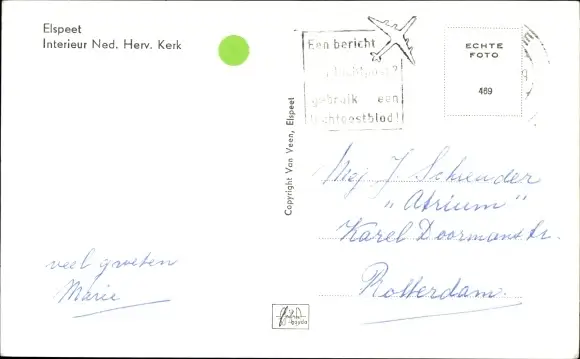 Elspeet
Interieur Ned. Herv. Kerk
Een bericht
gebruik een
luchtpostblad!
ECHTE
FOTO
469
Copyright Van Veen, Elspeet
Mej J. Schreuder
"Atrium"
Karel Doormanstr.
Rotterdam.
veel groeten
Marie